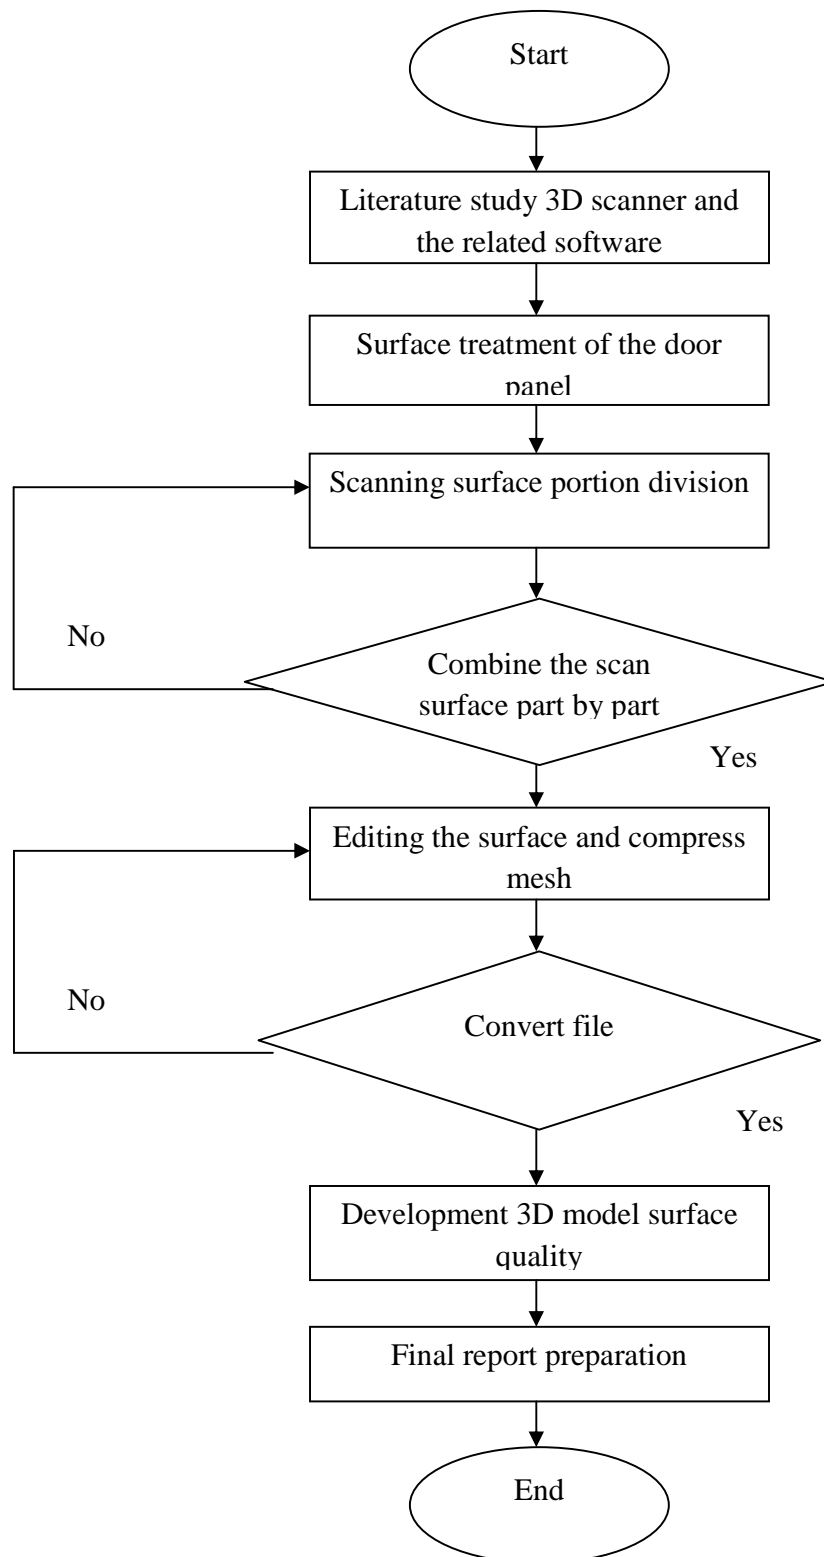 Start
Literature study 3D scanner and
the related software
Surface treatment of the door
panel
Scanning surface portion division
No
Combine the scan
surface part by part
Yes
Editing the surface and compress
mesh
No
Convert file
Yes
Development 3D model surface
quality
Final report preparation
End